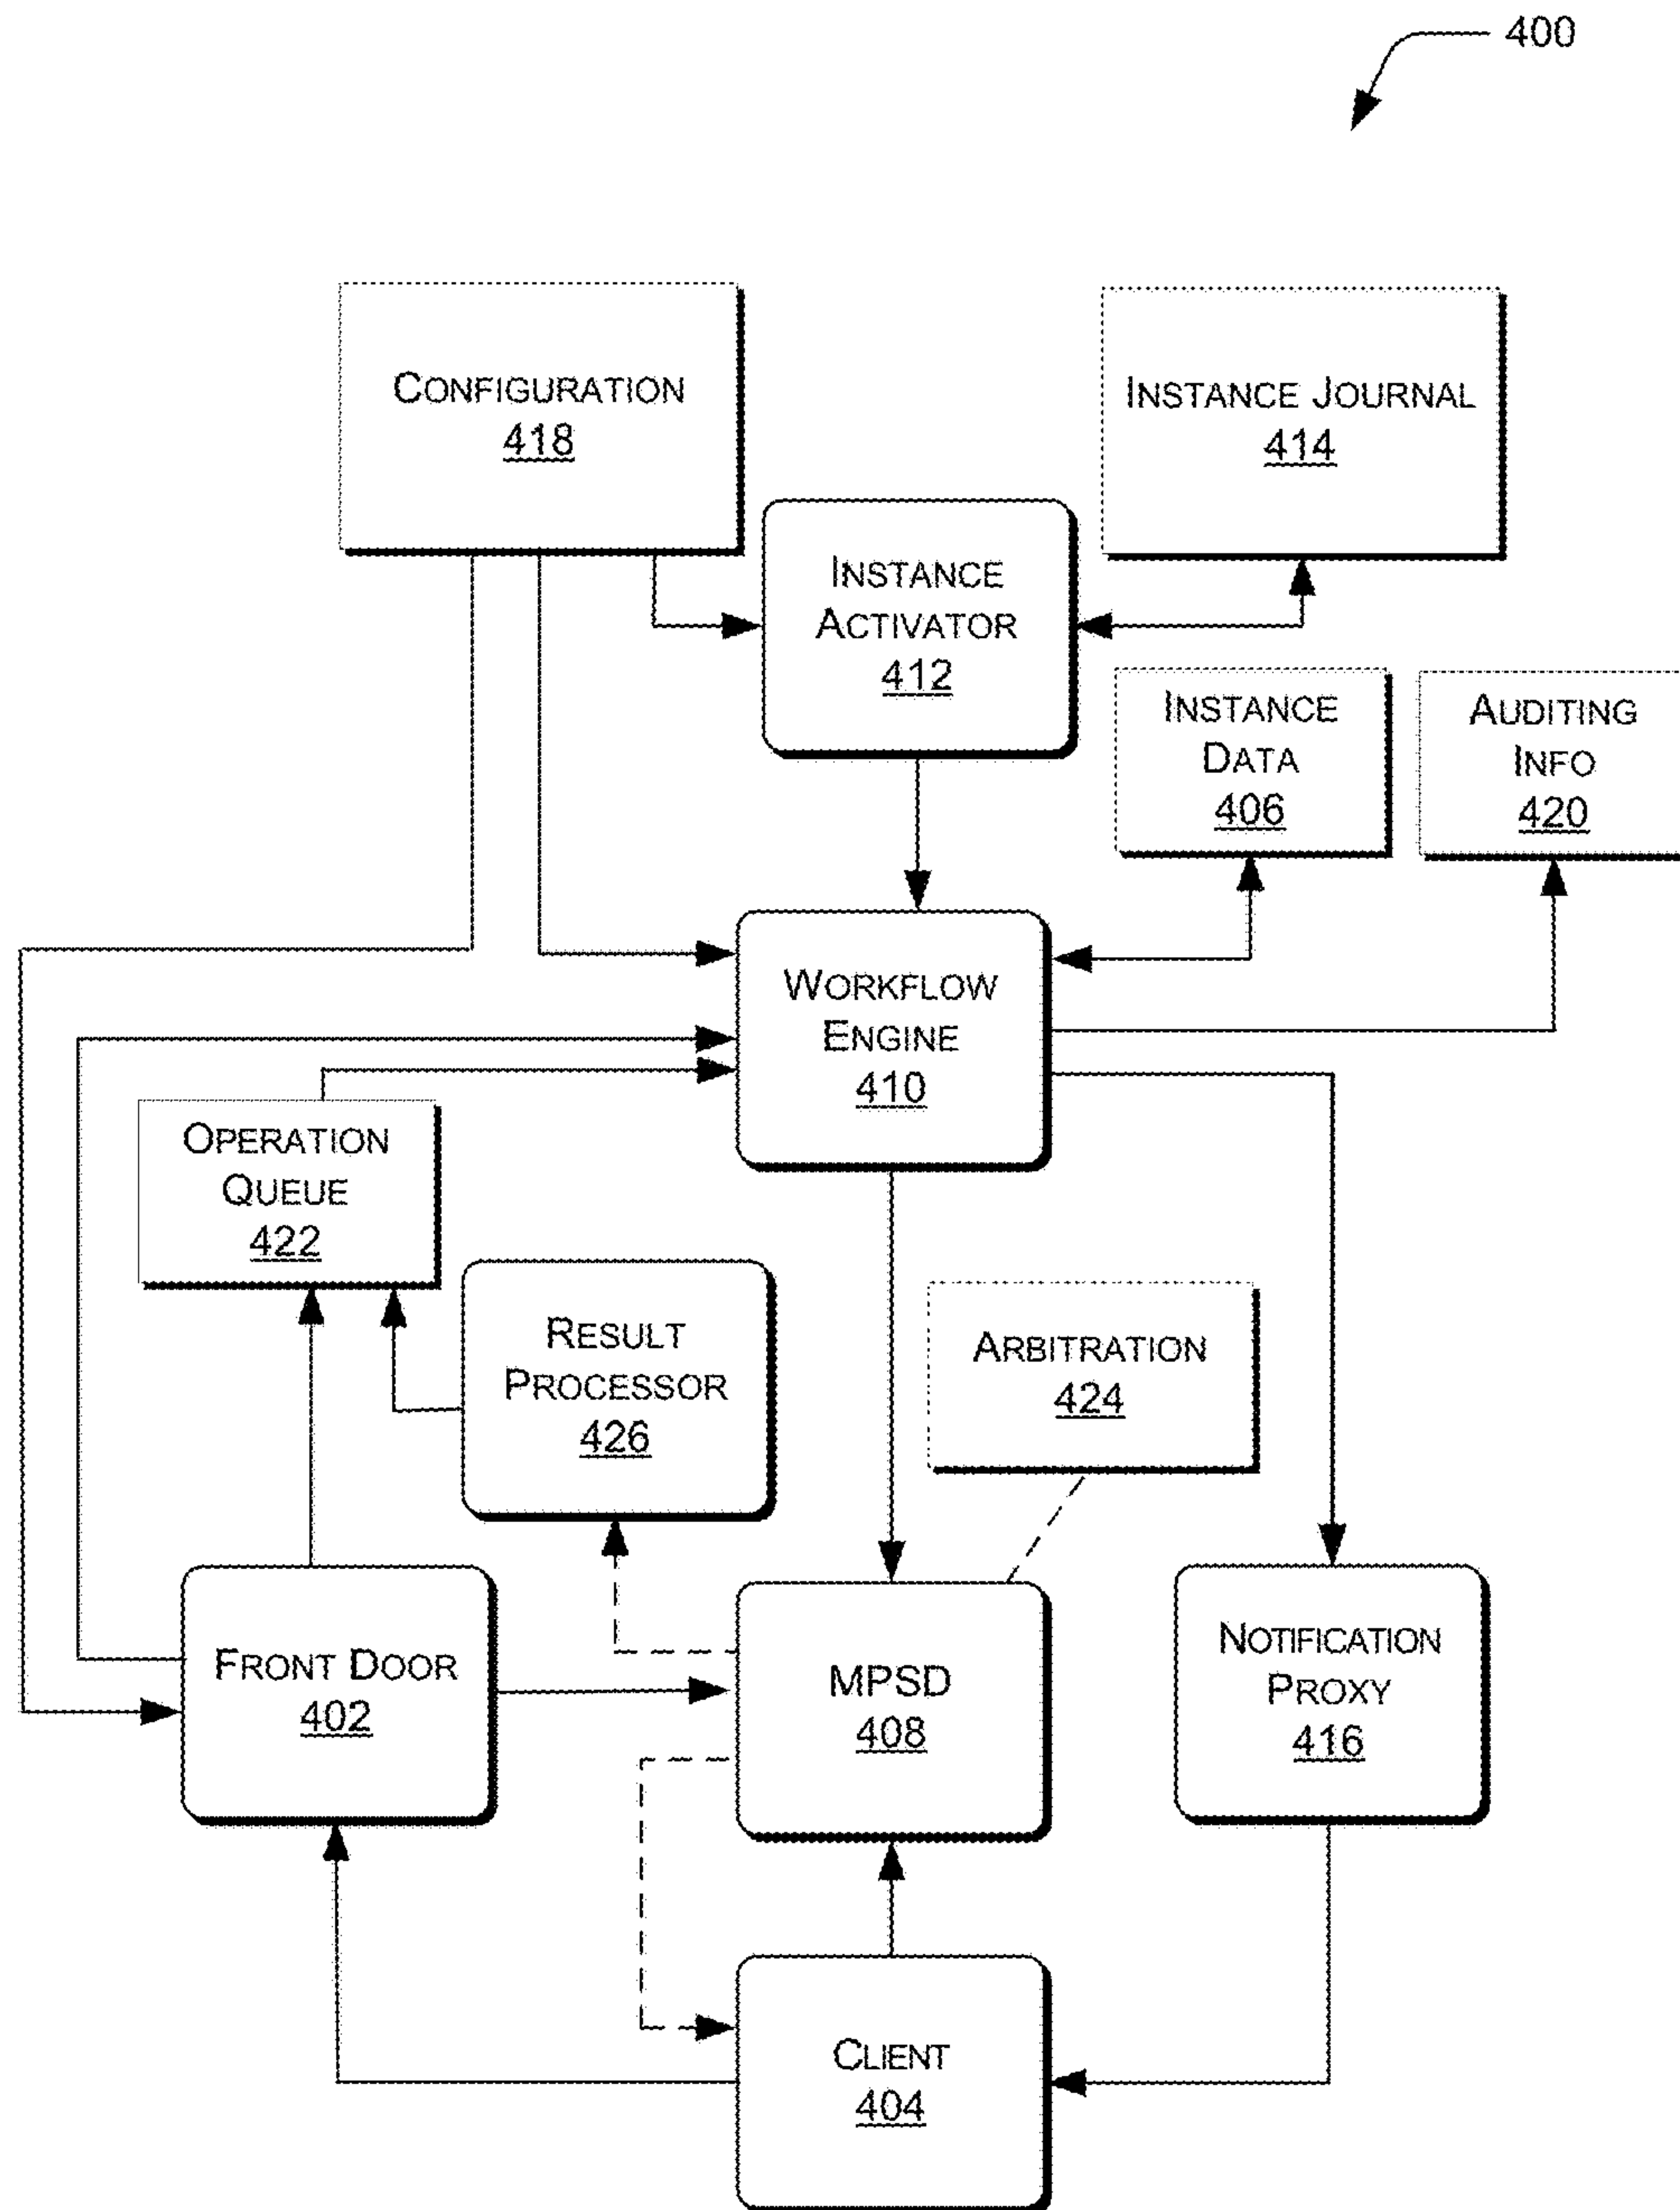 400
CONFIGURATION
418
INSTANCE JOURNAL
414
INSTANCE
ACTIVATOR
412
INSTANCE
DATA
406
AUDITING
INFO
420
WORKFLOW
ENGINE
410
OPERATION
QUEUE
422
RESULT
PROCESSOR
426
ARBITRATION
424
FRONT DOOR
402
MPSD
408
NOTIFICATION
PROXY
416
CLIENT
404